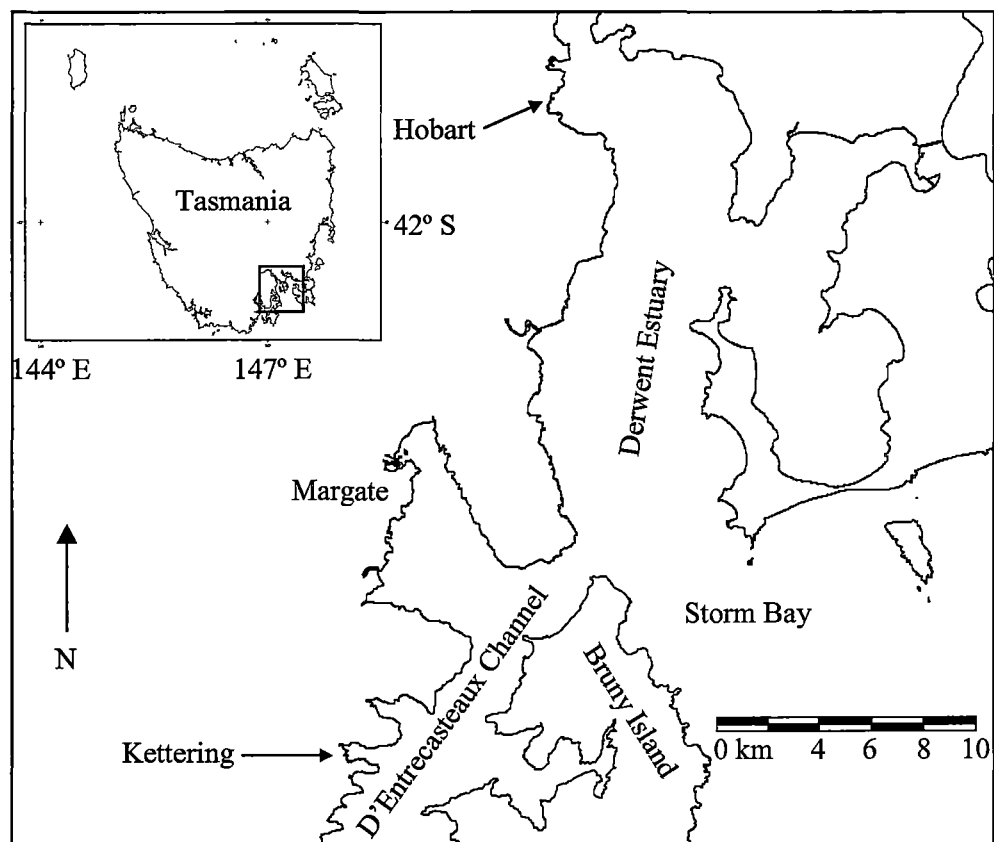 Hobart
Tasmania
42º S
144º E
147º E
Derwent Estuary
Margate
Storm Bay
N
D'Entrecasteaux Channel
Bruny Island
Kettering
0 km 4 6 8 10